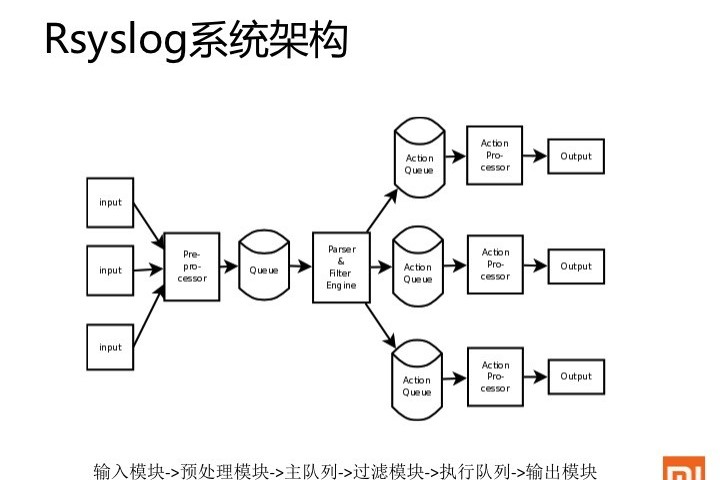 Rsyslog系统架构
input
input
input
Pre-
pro-
cessor
Queue
Parser
&
Filter
Engine
Action
Queue
Action
Pro-
cessor
Output
Action
Queue
Action
Pro-
cessor
Output
Action
Queue
Action
Pro-
cessor
Output
输入模块->预处理模块->主队列->过滤模块->执行队列->输出模块
MI